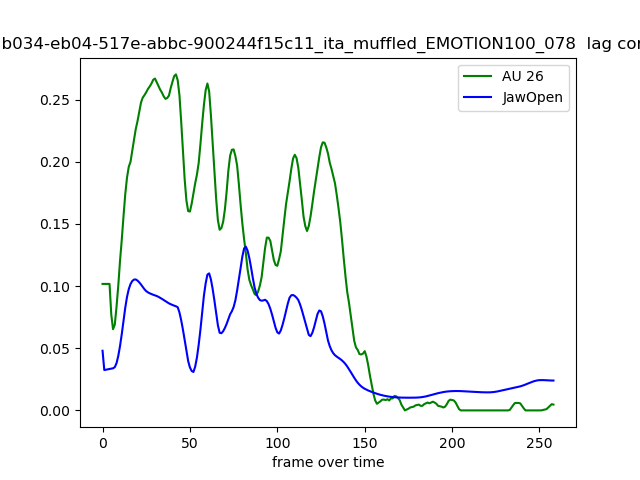 b034-eb04-517e-abbc-900244f15c11_ita_muffled_EMOTION100_078 lag cor
AU 26
JawOpen
0.25
0.20
0.15
0.10
0.05
0.00
0 50 100 150 200 250
frame over time